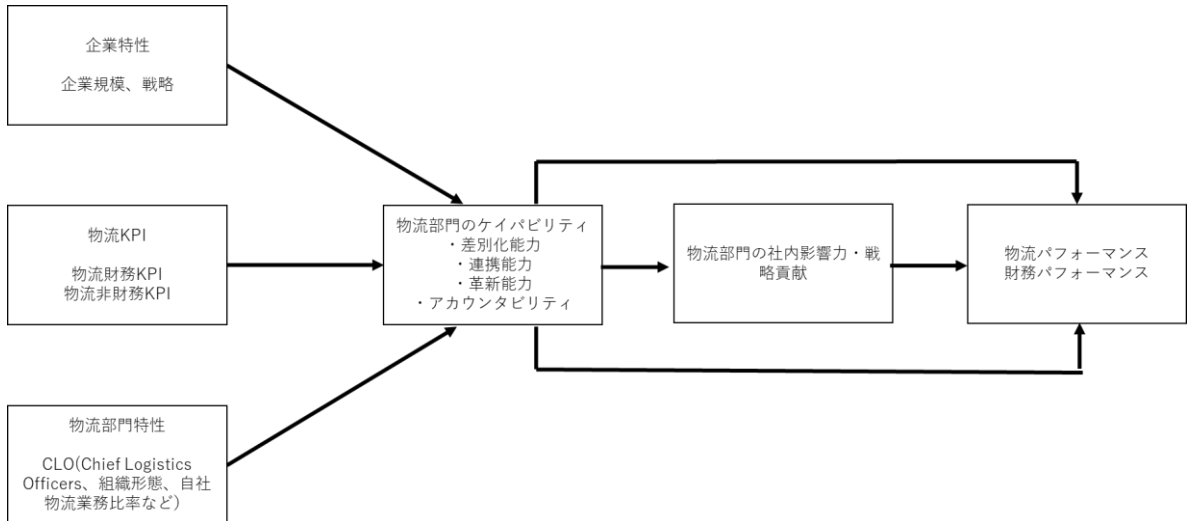 企業特性
企業規模、戦略
物流KPI
物流財務KPI
物流非財務KPI
物流部門特性
CLO(Chief Logistics
Officers、組織形態、自社
物流業務比率など)
物流部門のケイパビリティ
・差別化能力
・連携能力
・革新能力
・アカウンタビリティ
物流部門の社内影響力・戦
略貢献
物流パフォーマンス
財務パフォーマンス